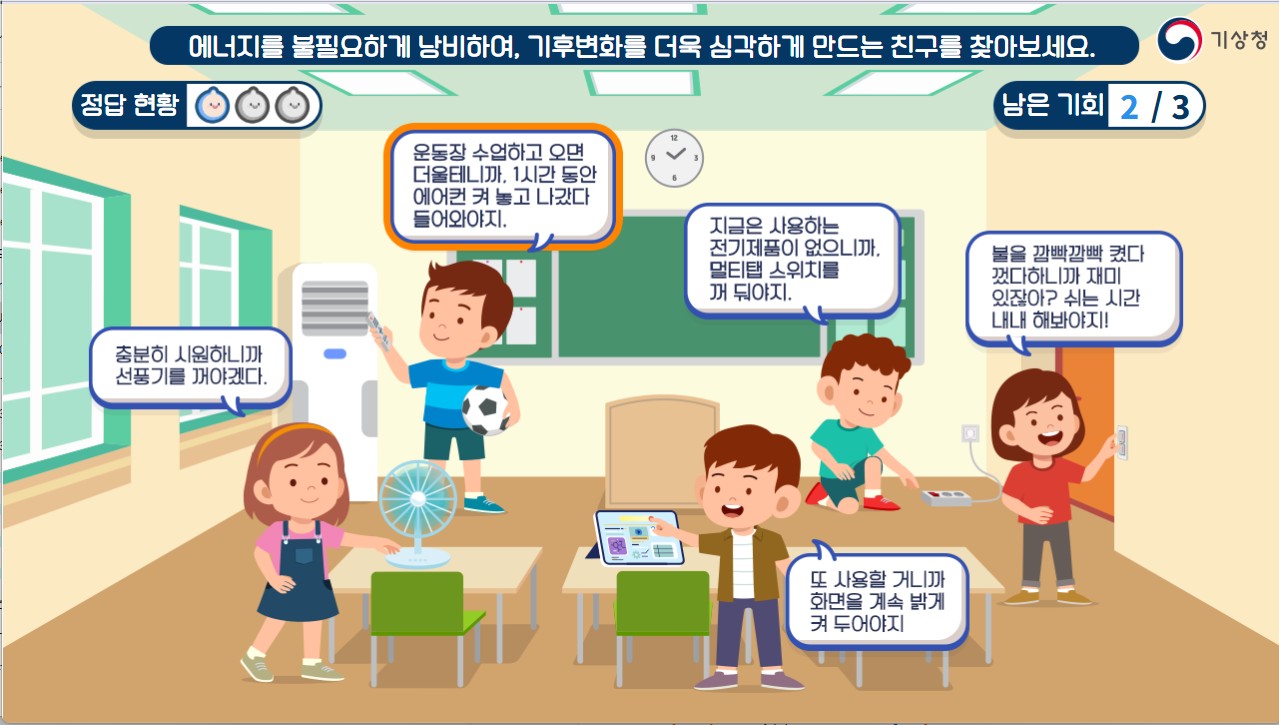 에너지를 불필요하게 낭비하여, 기후변화를 더욱 심각하게 만드는 친구를 찾아보세요.
기상청
정답 현황
남은 기회 2 / 3
운동장 수업하고 오면
더울테니까, 1시간 동안
에어컨 켜 놓고 나갔다
들어와야지.
12
3
6
9
지금은 사용하는
전기제품이 없으니까,
멀티탭 스위치를
꺼 둬야지.
불을 깜빡깜빡 켰다
껐다하니까 재미
있잖아? 쉬는 시간
내내 해봐야지!
충분히 시원하니까
선풍기를 꺼야겠다.
또 사용할 거니까
화면을 계속 밝게
켜 두어야지